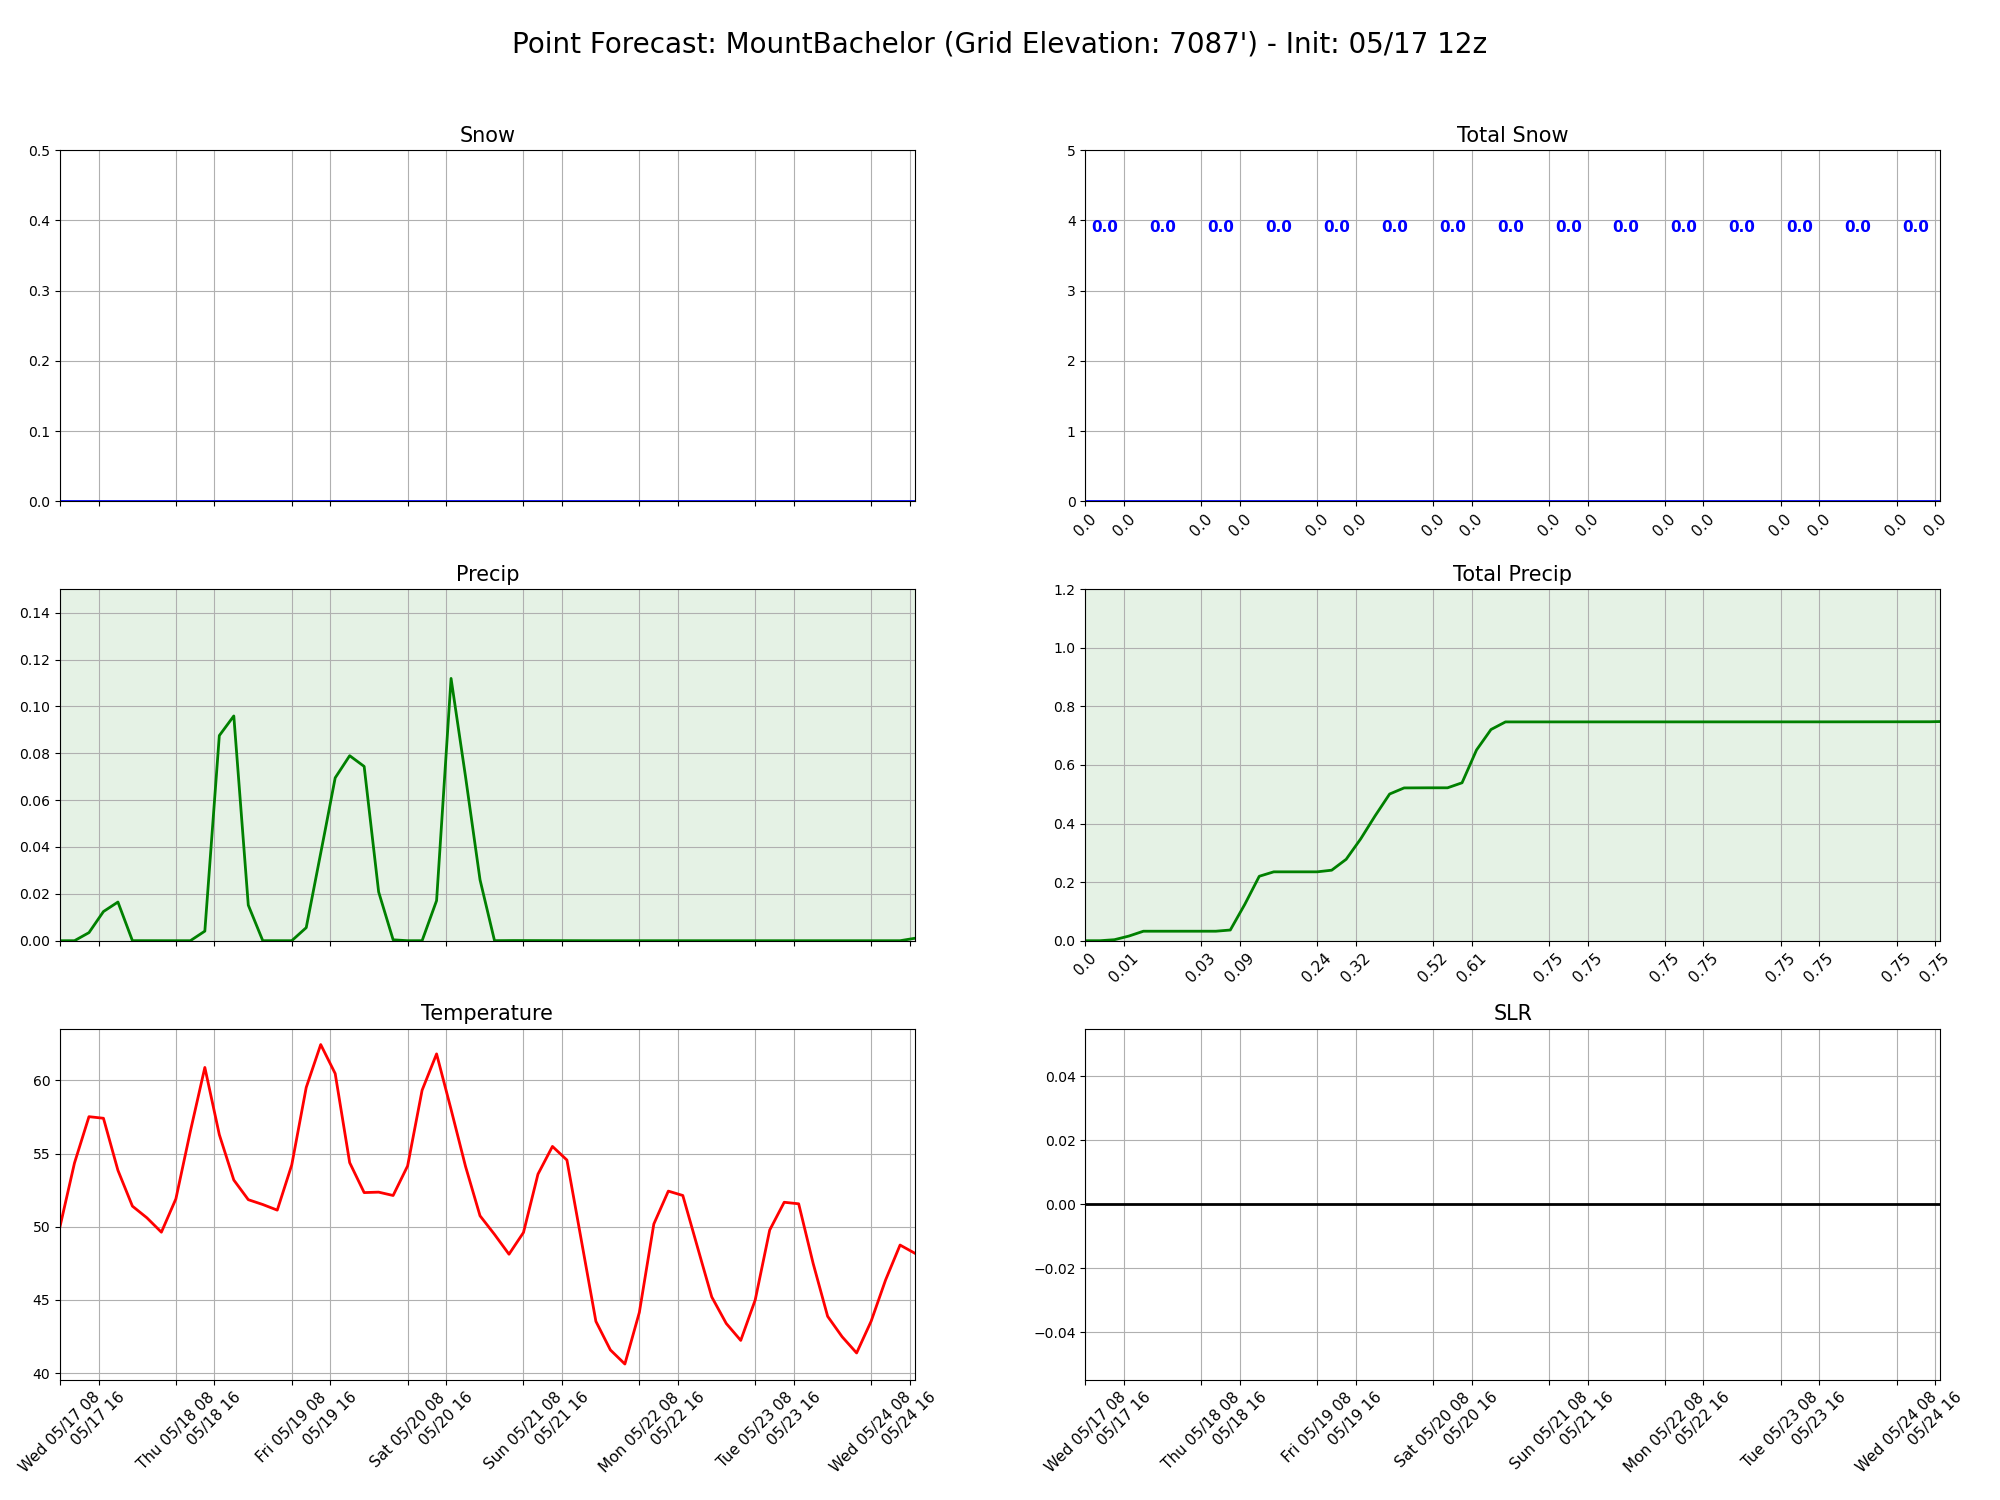 Point Forecast: MountBachelor (Grid Elevation: 7087') - Init: 05/17 12z
Snow
0.5
0.4
0.3
0.2
0.1
0.0
Total Snow
5
4
3
2
1
0
0.0 0.0 0.0 0.0 0.0 0.0 0.0 0.0 0.0 0.0 0.0 0.0 0.0 0.0 0.0
0.0 0.0 0.0 0.0 0.0 0.0 0.0 0.0 0.0 0.0 0.0 0.0 0.0 0.0 0.0 0.0
Precip
0.14
0.12
0.10
0.08
0.06
0.04
0.02
0.00
Total Precip
1.2
1.0
0.8
0.6
0.4
0.2
0.0
0.0 0.01 0.03 0.09 0.24 0.32 0.52 0.61 0.75 0.75 0.75 0.75 0.75 0.75 0.75 0.75
Temperature
60
55
50
45
40
Wed 05/17 08
05/17 16
Thu 05/18 08
05/18 16
Fri 05/19 08
05/19 16
Sat 05/20 08
05/20 16
Sun 05/21 08
05/21 16
Mon 05/22 08
05/22 16
Tue 05/23 08
05/23 16
Wed 05/24 08
05/24 16
SLR
0.04
0.02
0.00
−0.02
−0.04
Wed 05/17 08
05/17 16
Thu 05/18 08
05/18 16
Fri 05/19 08
05/19 16
Sat 05/20 08
05/20 16
Sun 05/21 08
05/21 16
Mon 05/22 08
05/22 16
Tue 05/23 08
05/23 16
Wed 05/24 08
05/24 16